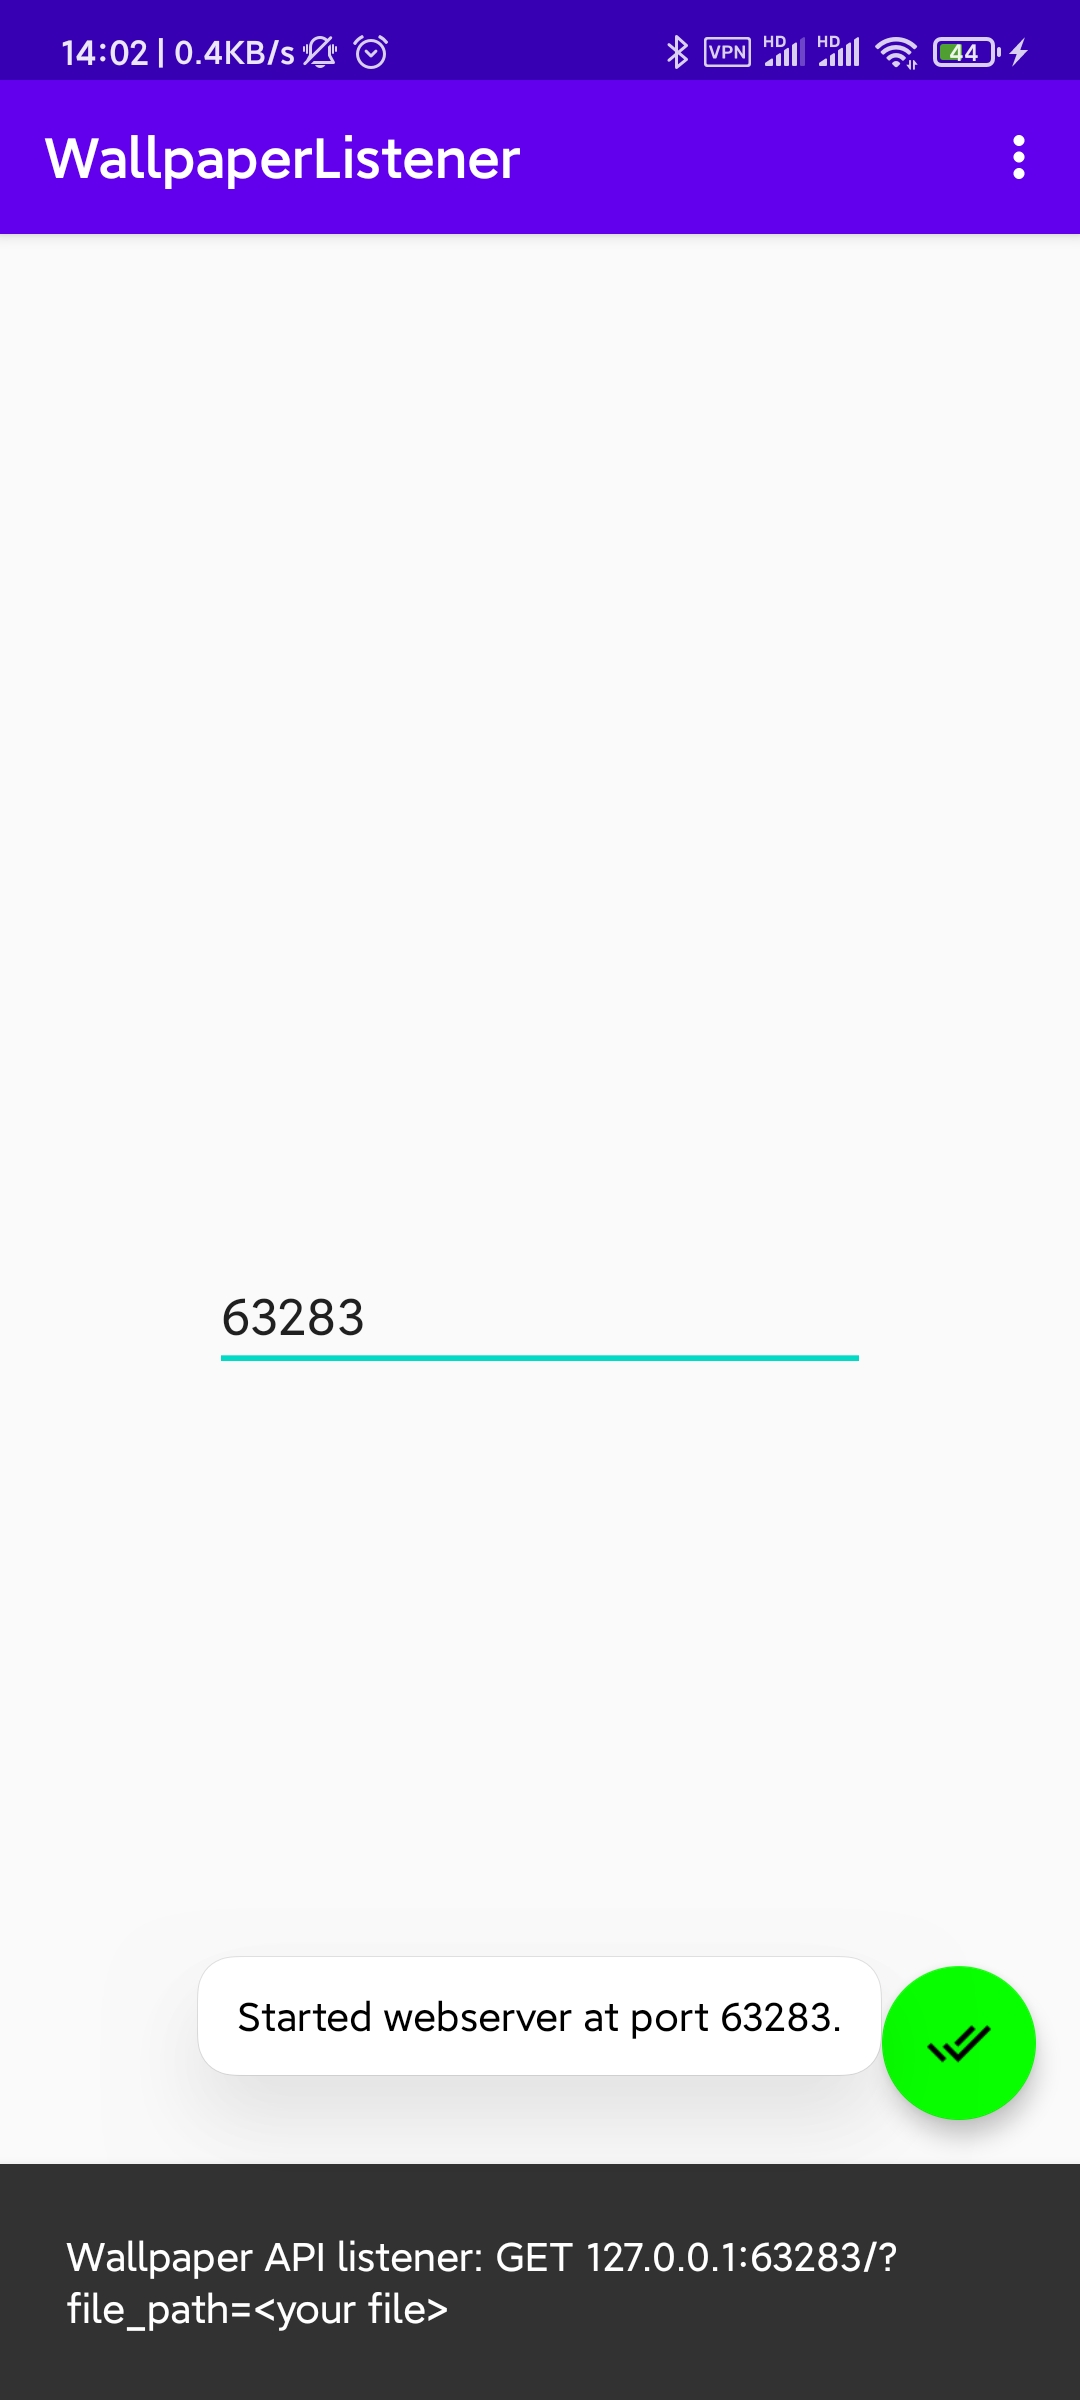 14:02 | 0.4KB/s VPN HD HD 44
WallpaperListener
63283
Started webserver at port 63283.
Wallpaper API listener: GET 127.0.0.1:63283/?
file_path=<your file>